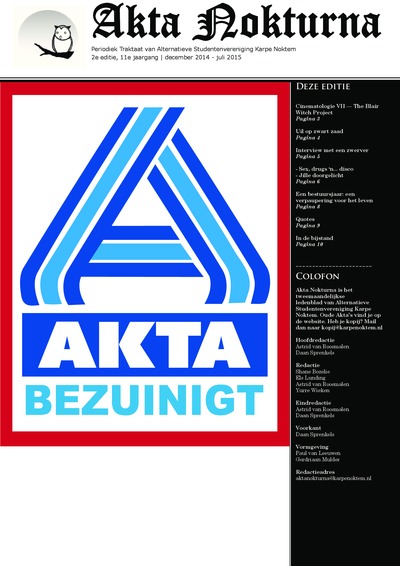 Akta Nokturna
Periodiek Traktaat van Alternatieve Studentenvereniging Karpe Noktem
2e editie, 11e jaargang | december 2014 - juli 2015
AKTA
BEZUINIGT
Deze editie
Cinematologie VII — The Blair
Witch Project
Pagina 3
Uil op zwart zaad
Pagina 4
Interview met een zwerver
Pagina 5
- Sex, drugs 'n... disco
- Jille doorgelicht
Pagina 6
Een bestuursjaar: een
verpaupering voor het leven
Pagina 8
Quotes
Pagina 9
In de bijstand
Pagina 10
Colofon
Akta Nokturna is het
tweemaandelijkse
ledenblad van Alternatieve
Studentenvereniging Karpe
Noktem. Oude Akta's vind je op
de website. Heb je kopij? Mail
dan naar kopij@karpenoktem.nl
Hoofdredactie
Astrid van Roosmalen
Daan Sprenkels
Redactie
Shane
Els Lunding
Astrid van Roosmalen
Yurre Wieken
Eindredactie
Astrid van Roosmalen
Daan Sprenkels
Voorkant
Daan Sprenkels
Vormgeving
Paul van Leeuwen
Gerdriaan Mulder
Redactieadres
aktanokturna@karpenoktem.nl